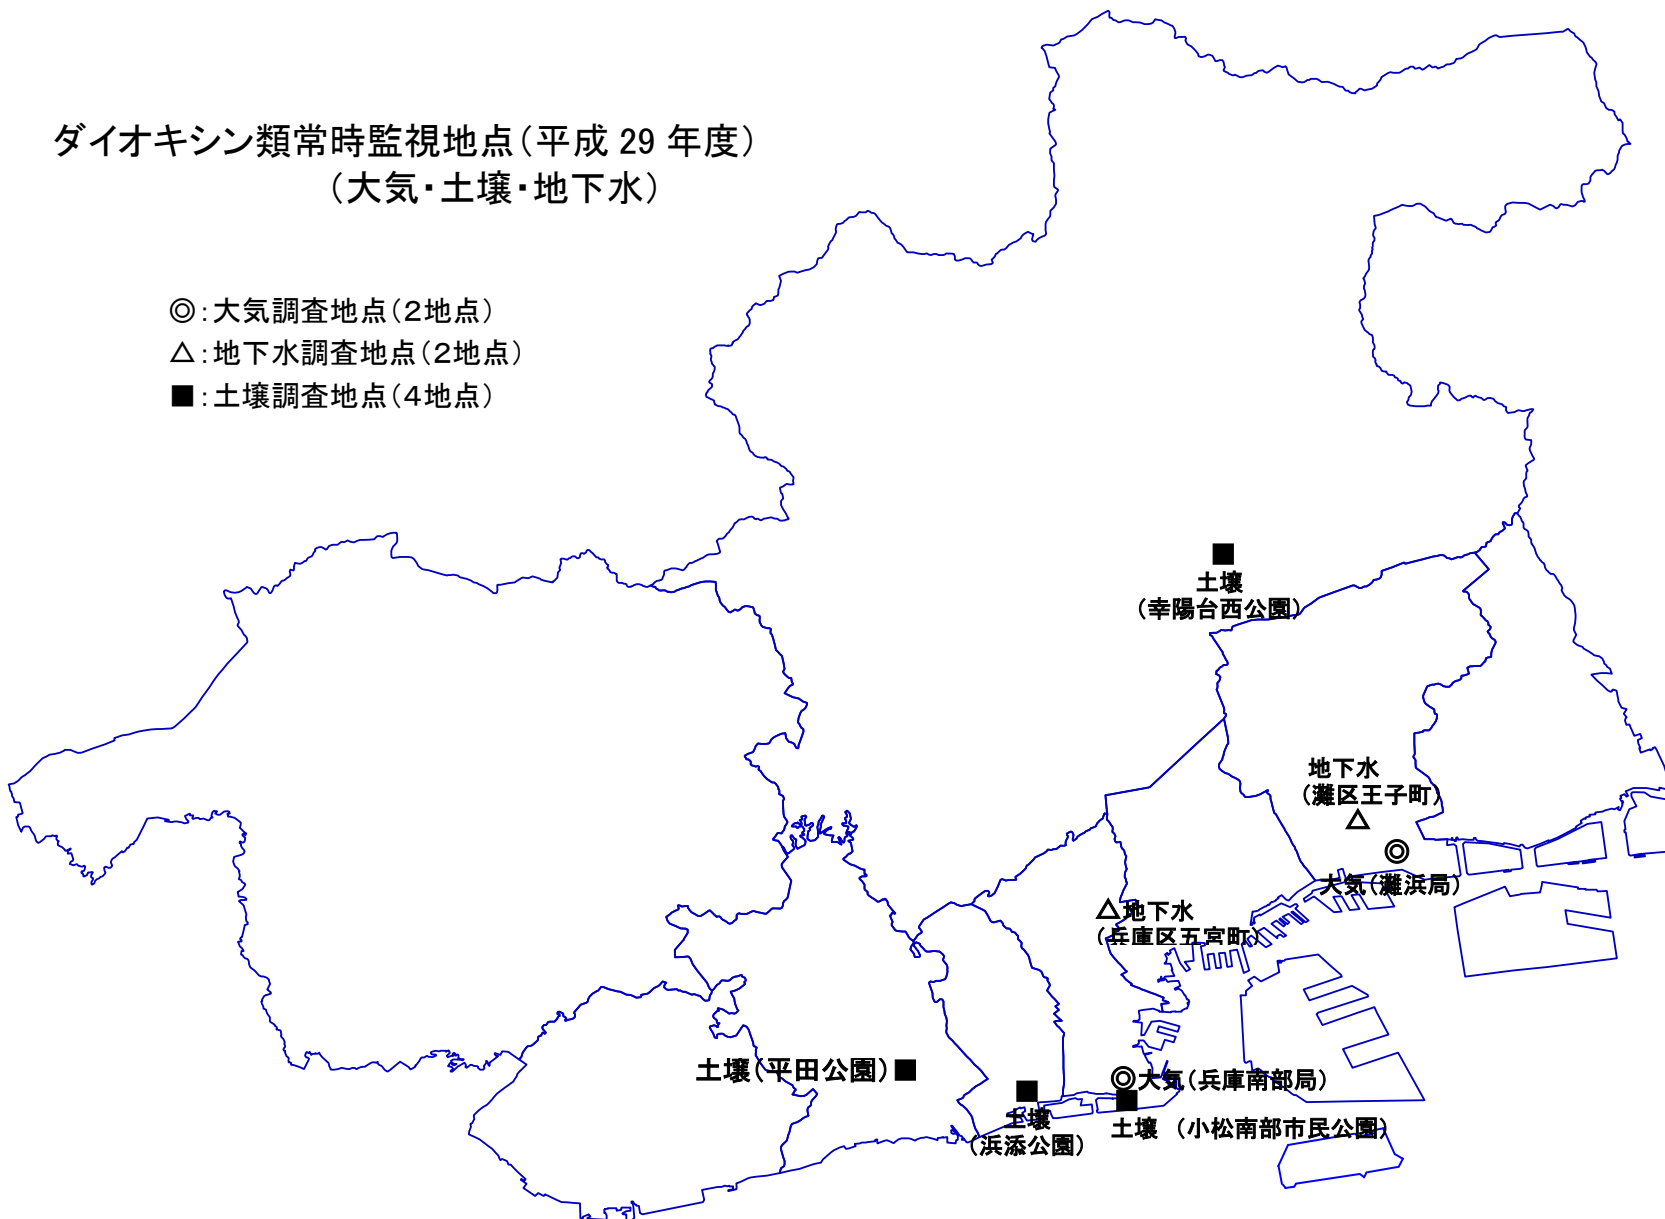 ダイオキシン類常時監視地点(平成 29 年度)
(大気・土壌・地下水)
◎:大気調査地点(2地点)
△:地下水調査地点(2地点)
■:土壌調査地点(4地点)
土壌
(幸陽台西公園)
地下水
(灘区王子町)
△
◎
大気(灘浜局)
△地下水
(兵庫区五宮町)
土壌(平田公園)■
◎大気(兵庫南部局)
土壌
(浜添公園)
土壌 (小松南部市民公園)